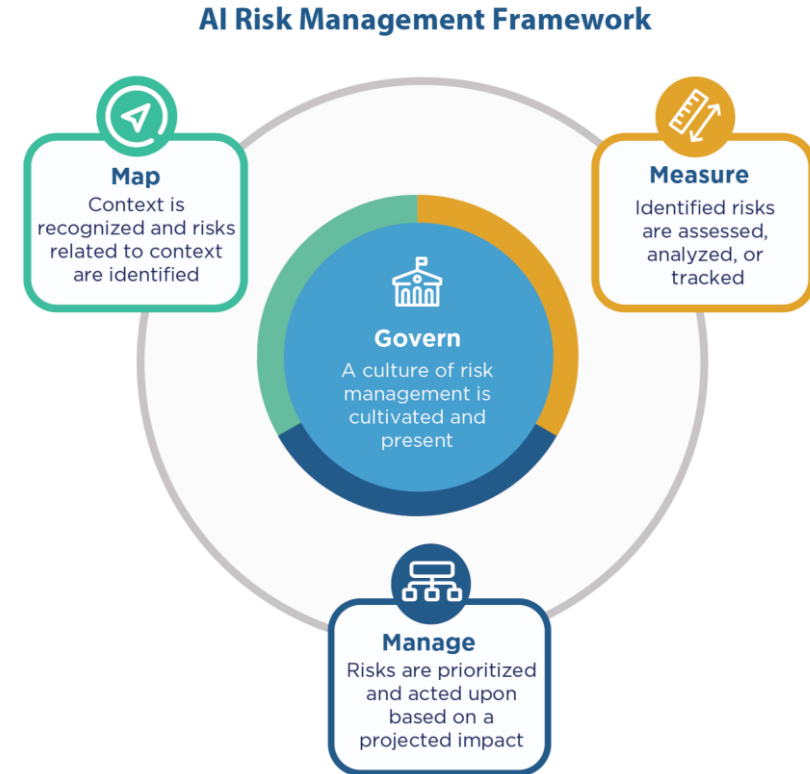 AI Risk Management Framework
Map
Context is
recognized and risks
related to context
are identified
Measure
Identified risks
are assessed,
analyzed, or
tracked
Govern
A culture of risk
management is
cultivated and
present
Manage
Risks are prioritized
and acted upon
based on a
projected impact